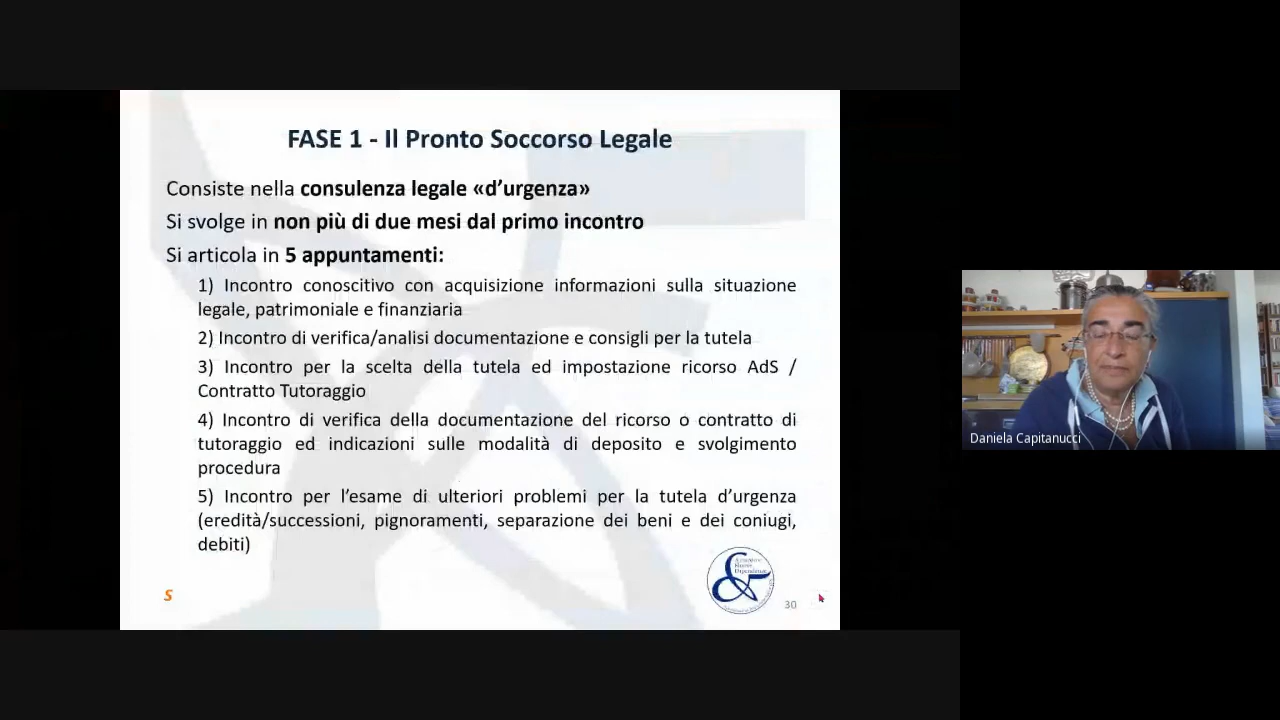 FASE 1 - Il Pronto Soccorso Legale
Consiste nella consulenza legale «d’urgenza»
Si svolge in non più di due mesi dal primo incontro
Si articola in 5 appuntamenti:
1) Incontro conoscitivo con acquisizione informazioni sulla situazione
legale, patrimoniale e finanziaria
2) Incontro di verifica/analisi documentazione e consigli per la tutela
3) Incontro per la scelta della tutela ed impostazione ricorso AdS /
Contratto Tutoraggio
4) Incontro di verifica della documentazione del ricorso o contratto di
tutoraggio ed indicazioni sulle modalità di deposito e svolgimento
procedura
5) Incontro per l’esame di ulteriori problemi per la tutela d’urgenza
(eredità/successioni, pignoramenti, separazione dei beni e dei coniugi,
debiti)
S
30
Daniela Capitanucci